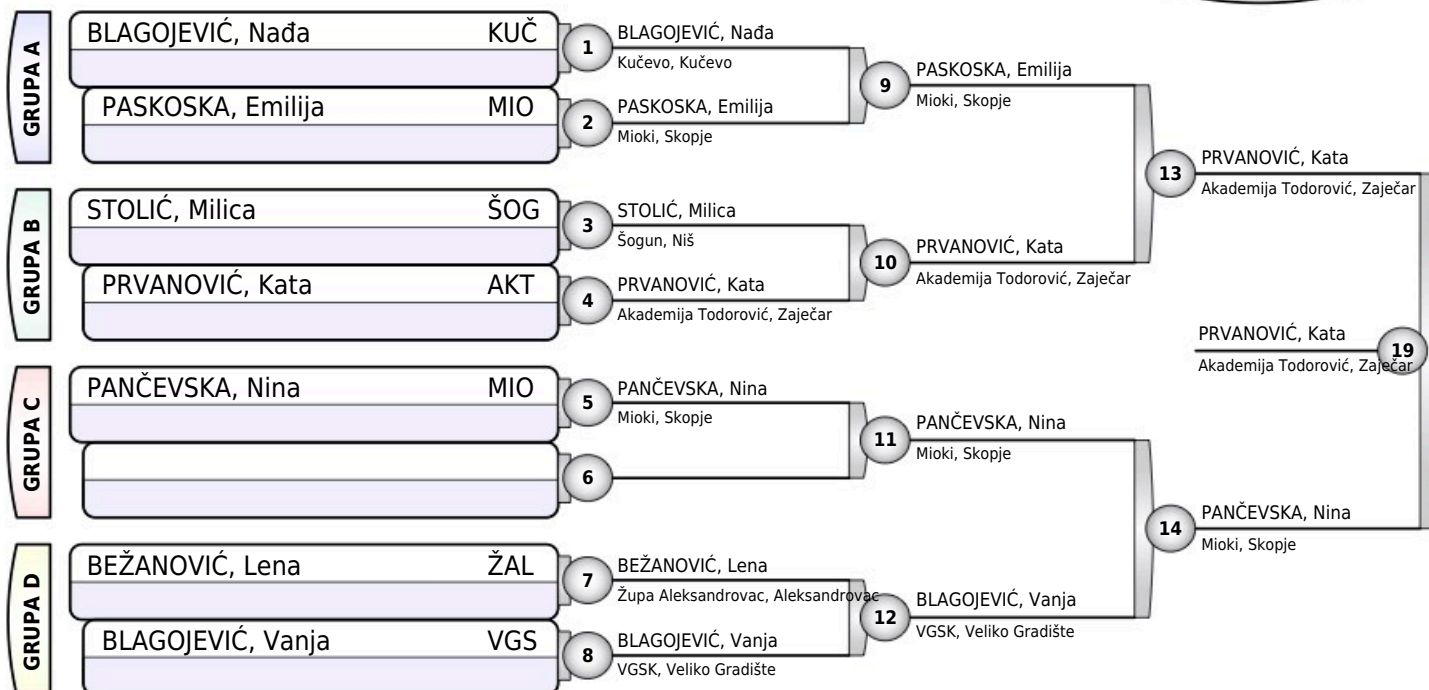 GRUPA A
BLAGOJEVIĆ, Nađa KUČ
PASKOSKA, Emilija MIO
GRUPA B
STOLIĆ, Milica ŠOG
PRVANOVIĆ, Kata AKT
GRUPA C
PANČEVSKA, Nina MIO
GRUPA D
BEŽANOVIĆ, Lena ŽAL
BLAGOJEVIĆ, Vanja VGS
1
BLAGOJEVIĆ, Nađa
Kučevo, Kučevo
2
PASKOSKA, Emilija
Mioki, Skopje
3
STOLIĆ, Milica
Šogun, Niš
4
PRVANOVIĆ, Kata
Akademija Todorović, Zaječar
5
PANČEVSKA, Nina
Mioki, Skopje
6
7
BEŽANOVIĆ, Lena
Župa Aleksandrovac, Aleksandrovac
8
BLAGOJEVIĆ, Vanja
VGSK, Veliko Gradište
9
PASKOSKA, Emilija
Mioki, Skopje
10
PRVANOVIĆ, Kata
Akademija Todorović, Zaječar
11
PANČEVSKA, Nina
Mioki, Skopje
12
BLAGOJEVIĆ, Vanja
VGSK, Veliko Gradište
13
PRVANOVIĆ, Kata
Akademija Todorović, Zaječar
14
PANČEVSKA, Nina
Mioki, Skopje
PRVANOVIĆ, Kata
Akademija Todorović, Zaječar
19